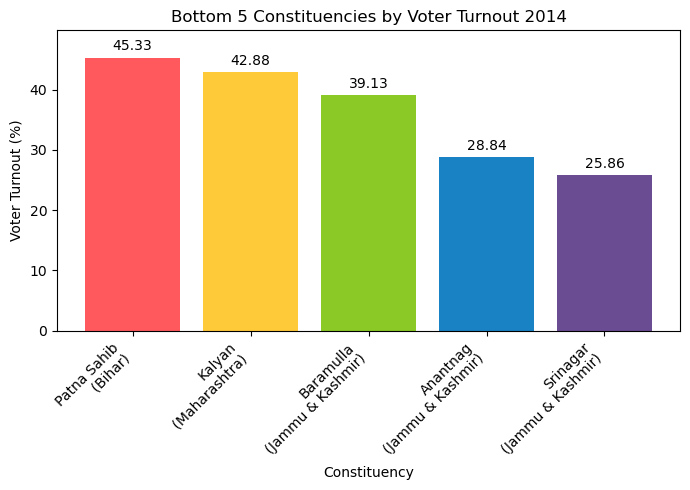 Bottom 5 Constituencies by Voter Turnout 2014
Voter Turnout (%)
40
30
20
10
0
45.33
42.88
39.13
28.84
25.86
Patna Sahib
(Bihar)
Kalyan
(Maharashtra)
Baramulla
(Jammu & Kashmir)
Anantnag
(Jammu & Kashmir)
Srinagar
(Jammu & Kashmir)
Constituency